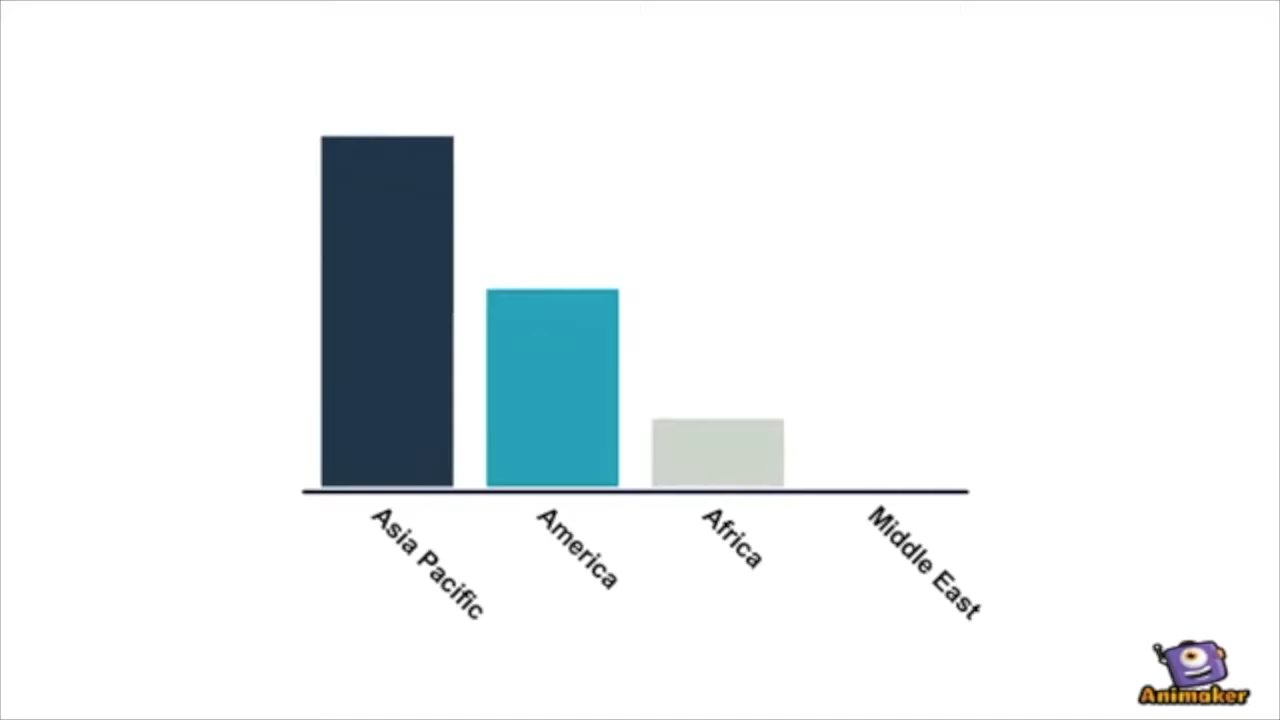 Asia Pacific
America
Africa
Middle East
Animaker